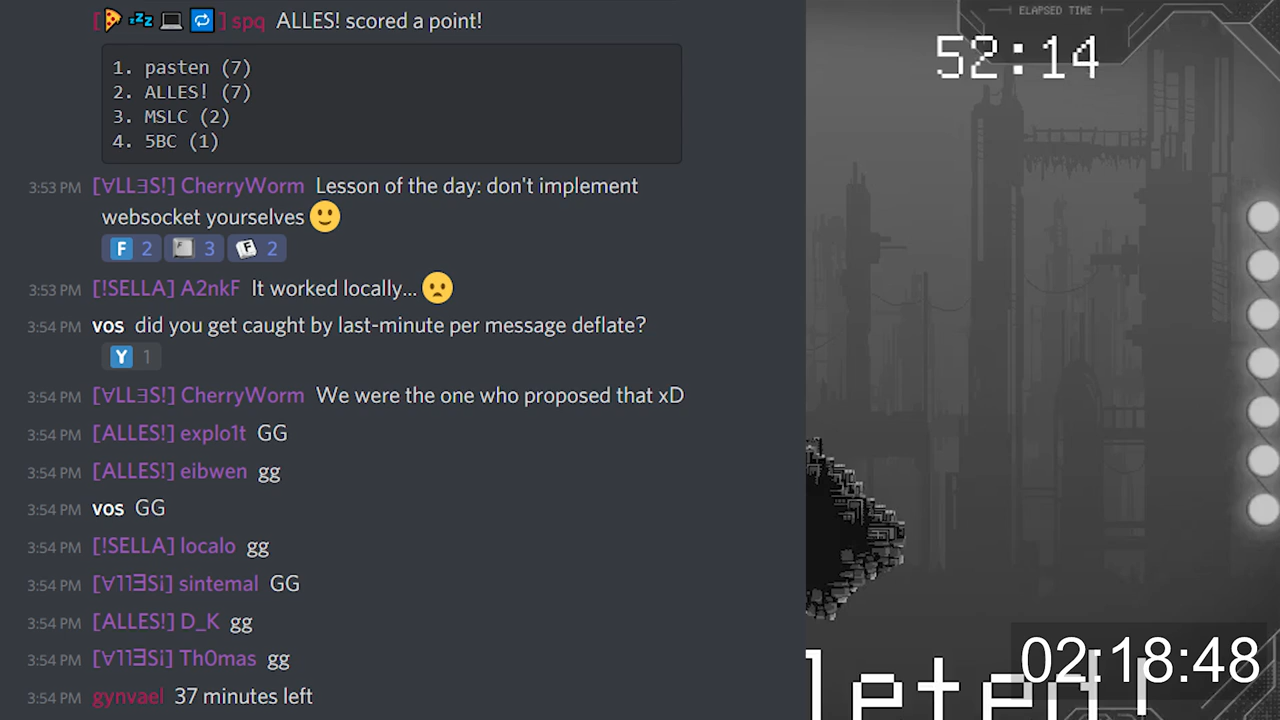 [🍕💤💻🔁] spq ALLES! scored a point!
1. pasten (7)
2. ALLES! (7)
3. MSLC (2)
4. 5BC (1)
3:53 PM [∀LLƎS!] CherryWorm Lesson of the day: don't implement
websocket yourselves 🙂
F 2 F 3 F 2
3:53 PM [!SELLA] A2nkF It worked locally... 🙁
3:54 PM vos did you get caught by last-minute per message deflate?
Y 1
3:54 PM [∀LLƎS!] CherryWorm We were the one who proposed that xD
3:54 PM [ALLES!] explo1t GG
3:54 PM [ALLES!] eibwen gg
3:54 PM vos GG
3:54 PM [!SELLA] localo gg
3:54 PM [∀11ƎSi] sintemal GG
3:54 PM [ALLES!] D_K gg
3:54 PM [∀11ƎSi] Th0mas gg
3:54 PM gynvael 37 minutes left
ELAPSED TIME
52:14
leted!
02:18:48